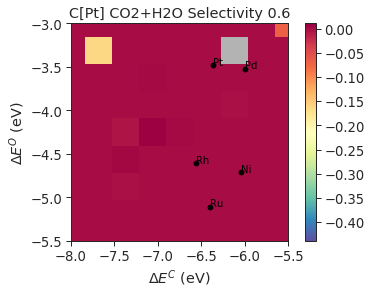 C[Pt] CO2+H2O Selectivity 0.6
−3.0
−3.5
−4.0
−4.5
−5.0
−5.5
ΔE^O (eV)
Pt
Pd
Rh
Ni
Ru
−8.0 −7.5 −7.0 −6.5 −6.0 −5.5
ΔE^C (eV)
0.00
−0.05
−0.10
−0.15
−0.20
−0.25
−0.30
−0.35
−0.40